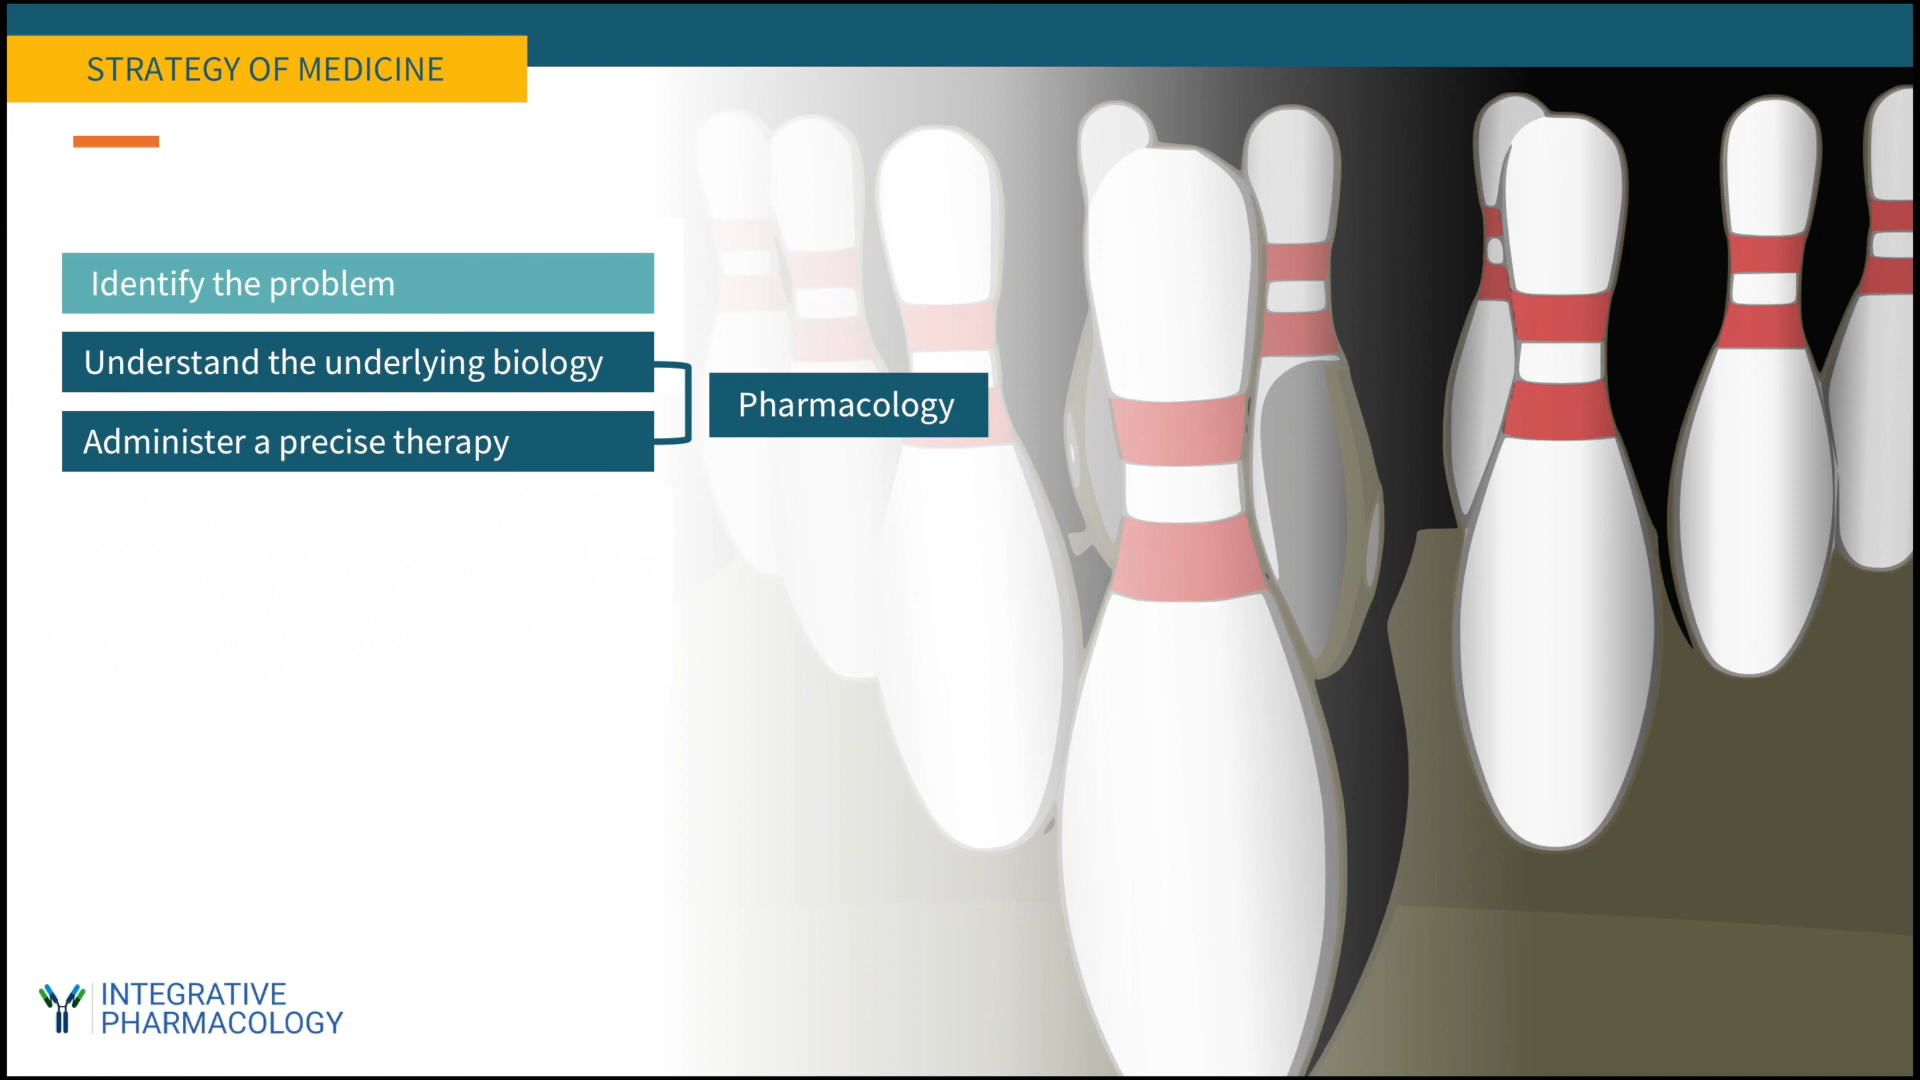 STRATEGY OF MEDICINE
Identify the problem
Understand the underlying biology
Administer a precise therapy
Pharmacology
INTEGRATIVE
PHARMACOLOGY